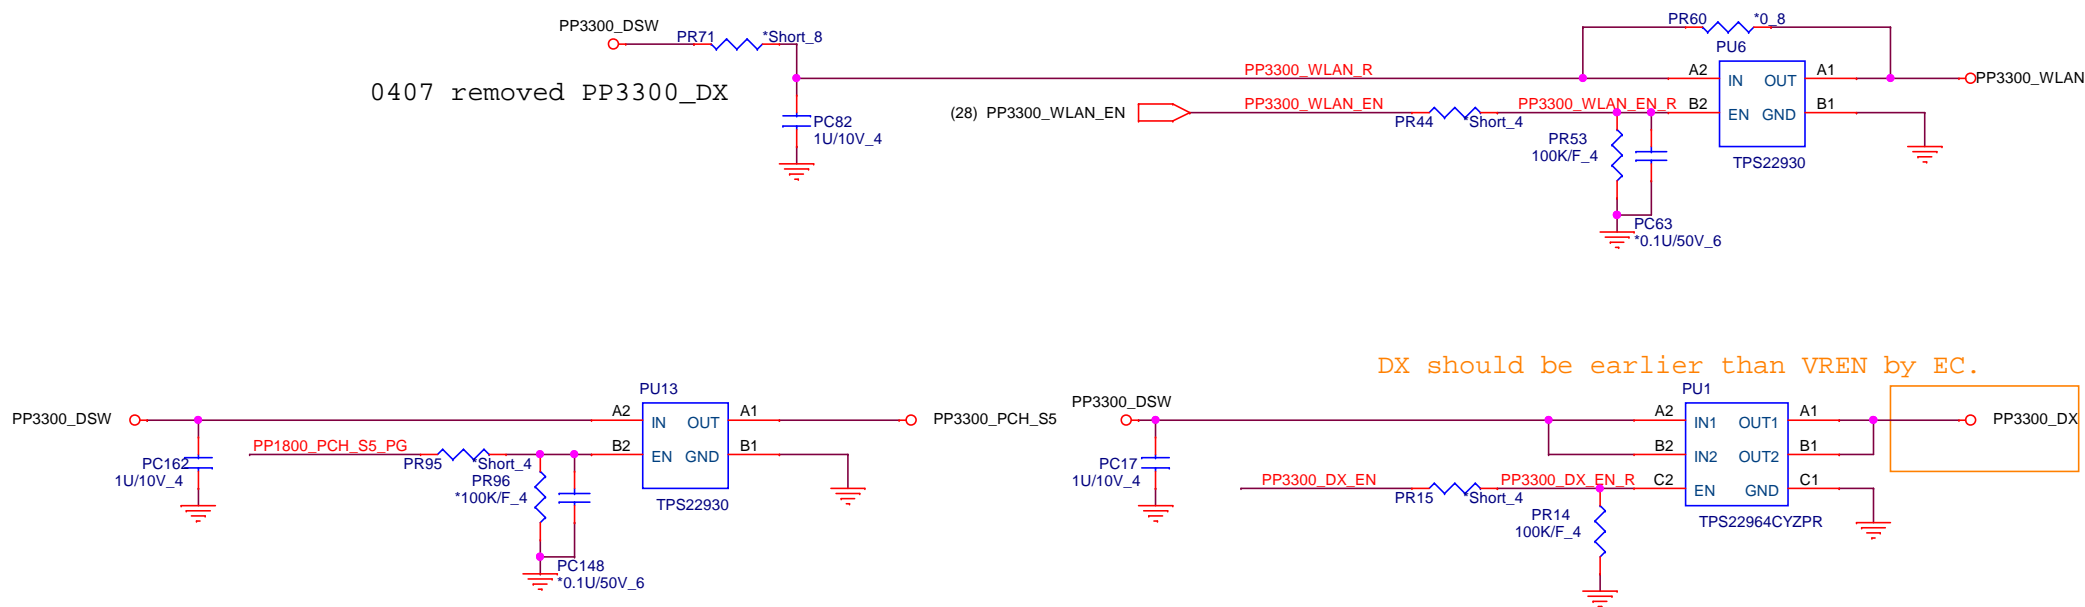 PP3300_DSW
PR71
*Short_8
0407 removed PP3300_DX
PC82
1U/10V_4
PP3300_WLAN_R
PR60
*0_8
PU6
A2
IN
OUT
A1
PP3300_WLAN
(28) PP3300_WLAN_EN
PP3300_WLAN_EN
PR44
Short_4
PP3300_WLAN_EN_R
B2
EN
GND
B1
PR53
100K/F_4
TPS22930
PC63
*0.1U/50V_6
PU13
PP3300_DSW
A2
IN
OUT
A1
PP3300_PCH_S5
PC162
1U/10V_4
PP1800_PCH_S5_PG
PR95
*Short_4
B2
EN
GND
B1
PR96
*100K/F_4
TPS22930
PC148
*0.1U/50V_6
DX should be earlier than VREN by EC.
PU1
PP3300_DSW
A2
IN1
OUT1
A1
PP3300_DX
B2
IN2
OUT2
B1
PC17
1U/10V_4
PP3300_DX_EN
PR15
Short_4
PP3300_DX_EN_R
C2
EN
GND
C1
PR14
100K/F_4
TPS22964CYZPR